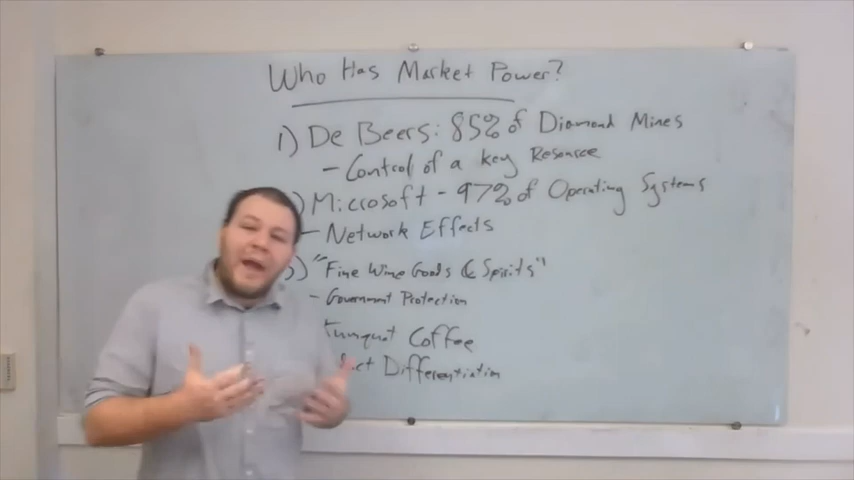 Who Has Market Power?
1) De Beers: 85% of Diamond Mines
- Control of a key Resource
) Microsoft - 97% of Operating Systems
- Network Effects
) "Fine Wine Goods & Spirits"
- Government Protection
Kumquat Coffee
Differentiation